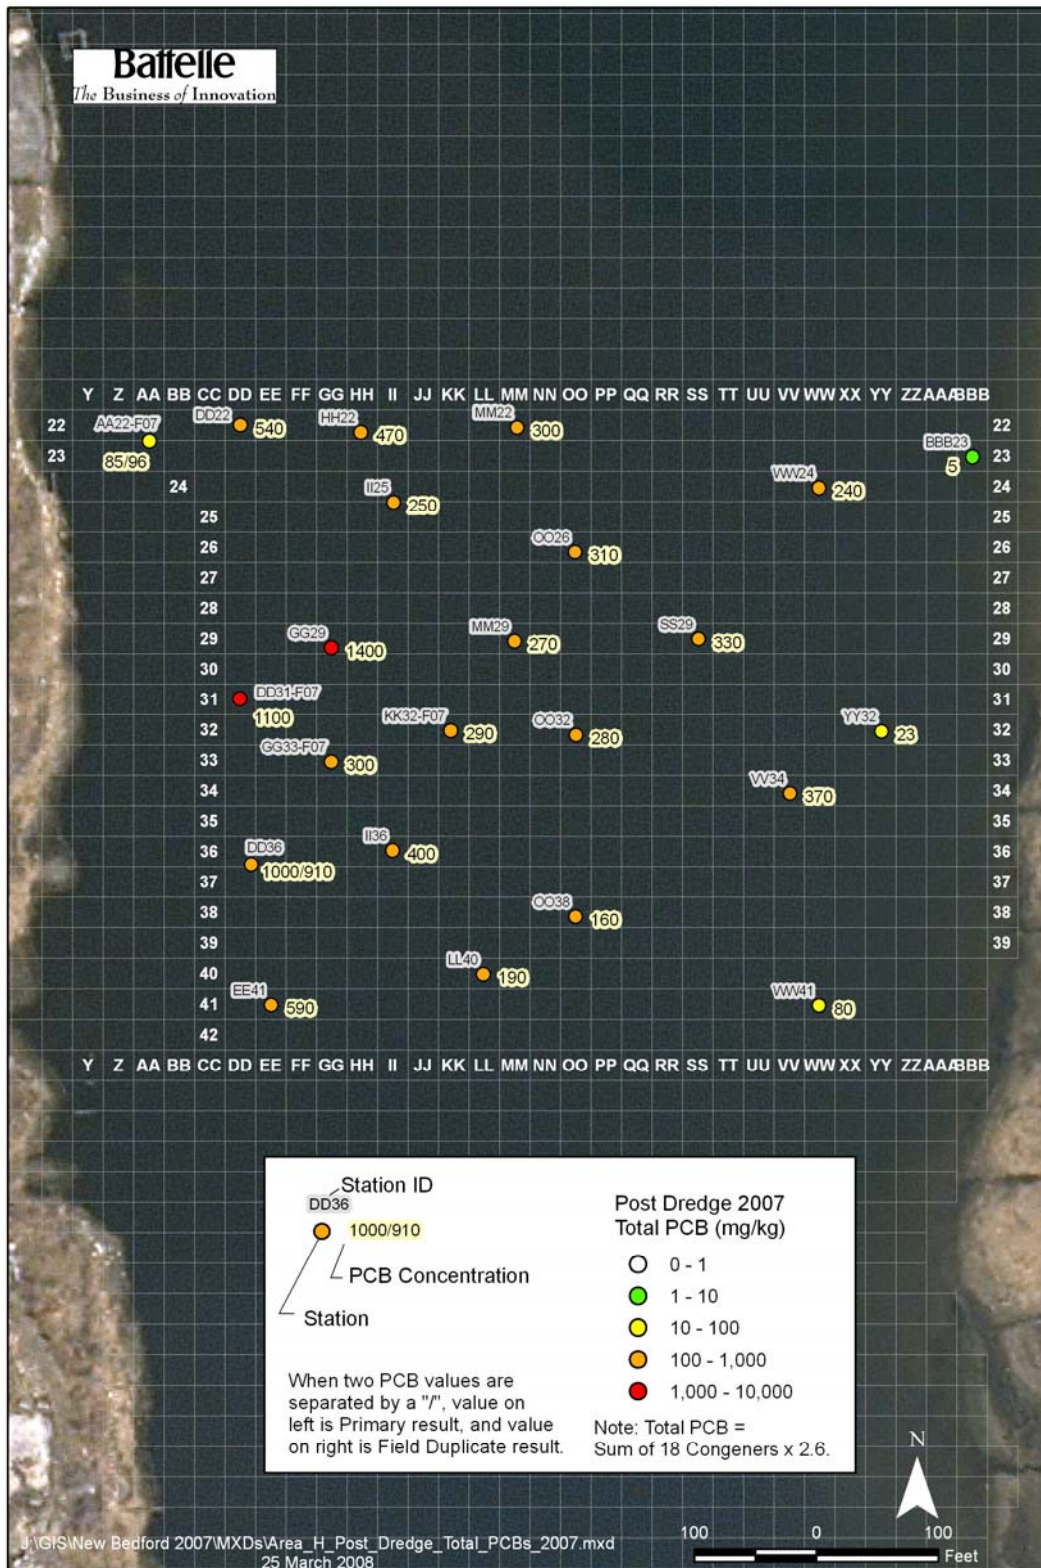 Battelle
The Business of Innovation
Y Z AA BB CC DD EE FF GG HH II JJ KK LL MM NN OO PP QQ RR SS TT UU VV WW XX YY ZZ AAA BBB
22 AA22-F07 DD22 540 HH22 470 MM22 300 22
23 85/96 BBB23 5 23
24 II25 250 WW24 240 24
25 25
26 OO26 310 26
27 27
28 28
29 GG29 1400 MM29 270 SS29 330 29
30 30
31 DD31-F07 1100 31
32 KK32-F07 290 OO32 280 YY32 23 32
33 GG33-F07 300 33
34 VV34 370 34
35 35
36 DD36 1000/910 II36 400 36
37 37
38 OO38 160 38
39 39
40 LL40 190
41 EE41 590 WW41 80
42
Y Z AA BB CC DD EE FF GG HH II JJ KK LL MM NN OO PP QQ RR SS TT UU VV WW XX YY ZZ AAA BBB
Station ID
DD36
1000/910
PCB Concentration
Station
When two PCB values are
separated by a "/", value on
left is Primary result, and value
on right is Field Duplicate result.
Post Dredge 2007
Total PCB (mg/kg)
0 - 1
1 - 10
10 - 100
100 - 1,000
1,000 - 10,000
Note: Total PCB =
Sum of 18 Congeners x 2.6.
N
J:\GIS\New Bedford 2007\MXDs\Area_H_Post_Dredge_Total_PCBs_2007.mxd
25 March 2008
100 0 100
Feet